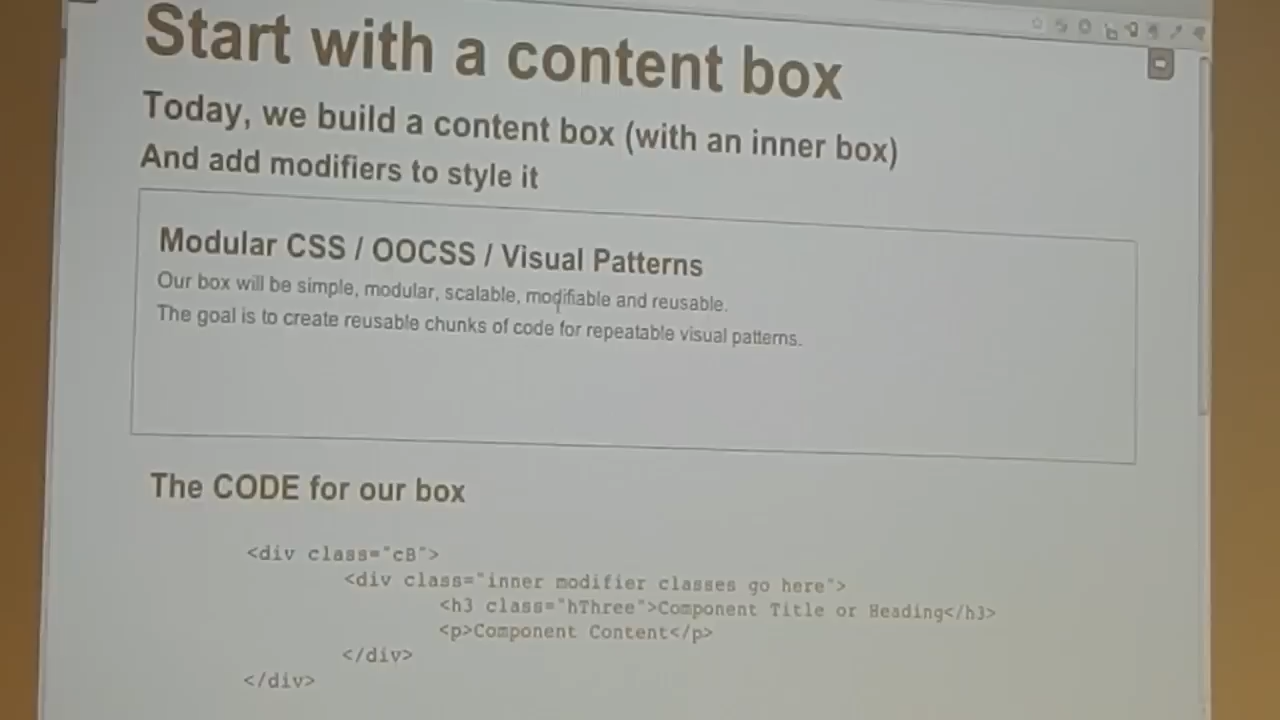 Start with a content box
Today, we build a content box (with an inner box)
And add modifiers to style it
Modular CSS / OOCSS / Visual Patterns
Our box will be simple, modular, scalable, modifiable and reusable.
The goal is to create reusable chunks of code for repeatable visual patterns.
The CODE for our box
<div class="cB">
<div class="inner modifier classes go here">
<h3 class="hThree">Component Title or Heading</h3>
<p>Component Content</p>
</div>
</div>